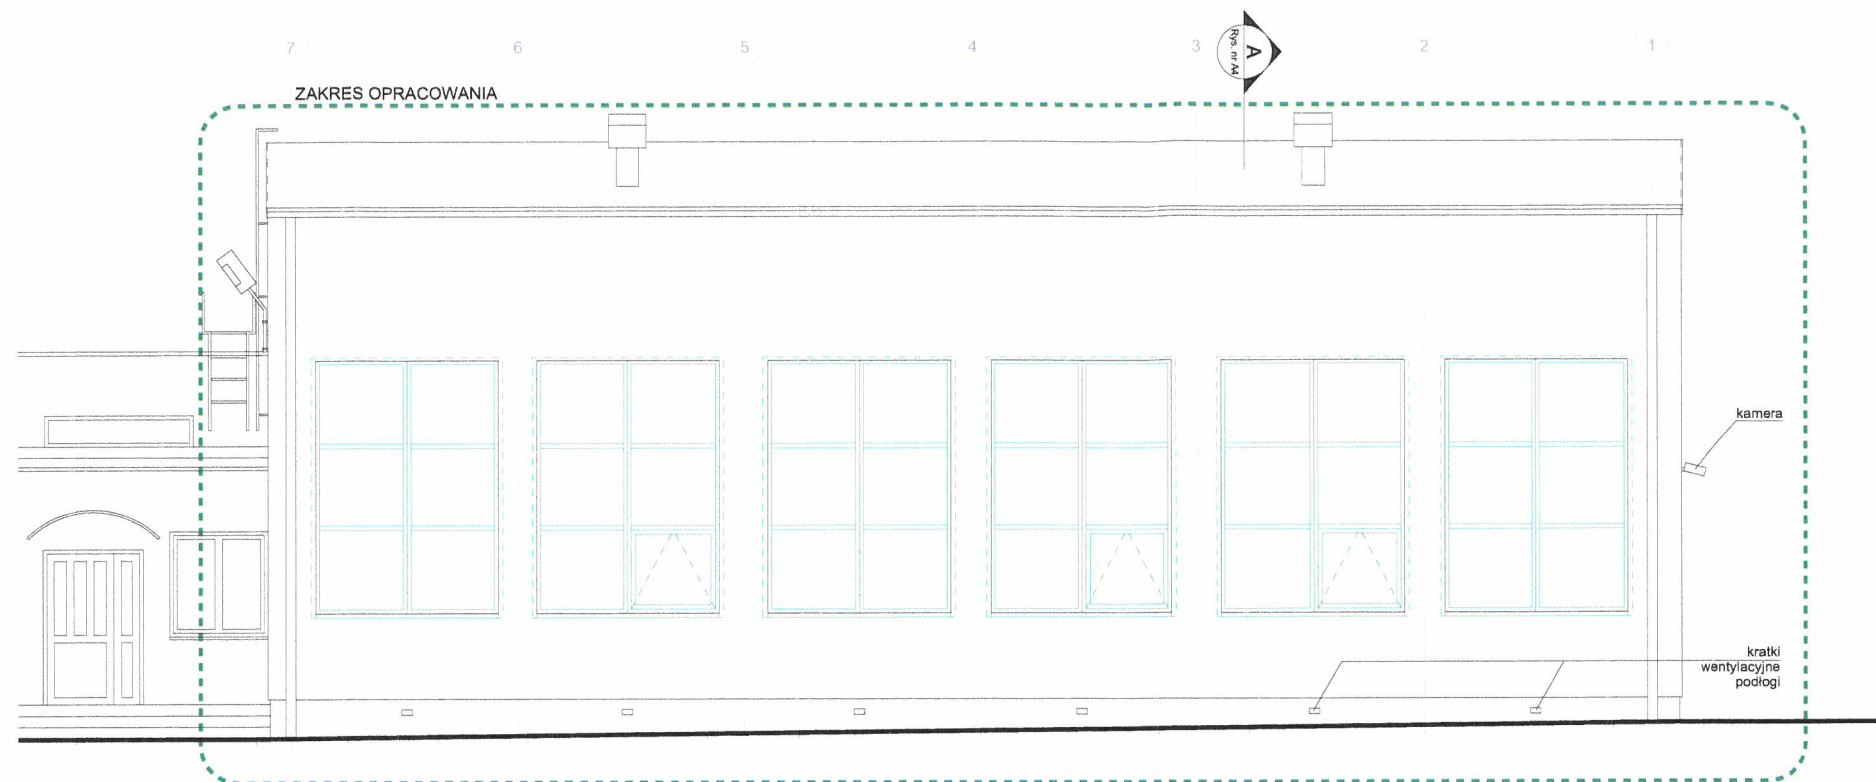 7 6 5 4 3 2 1
A
Rys. nr A4
ZAKRES OPRACOWANIA
kamera
kratki
wentylacyjne
podłogi